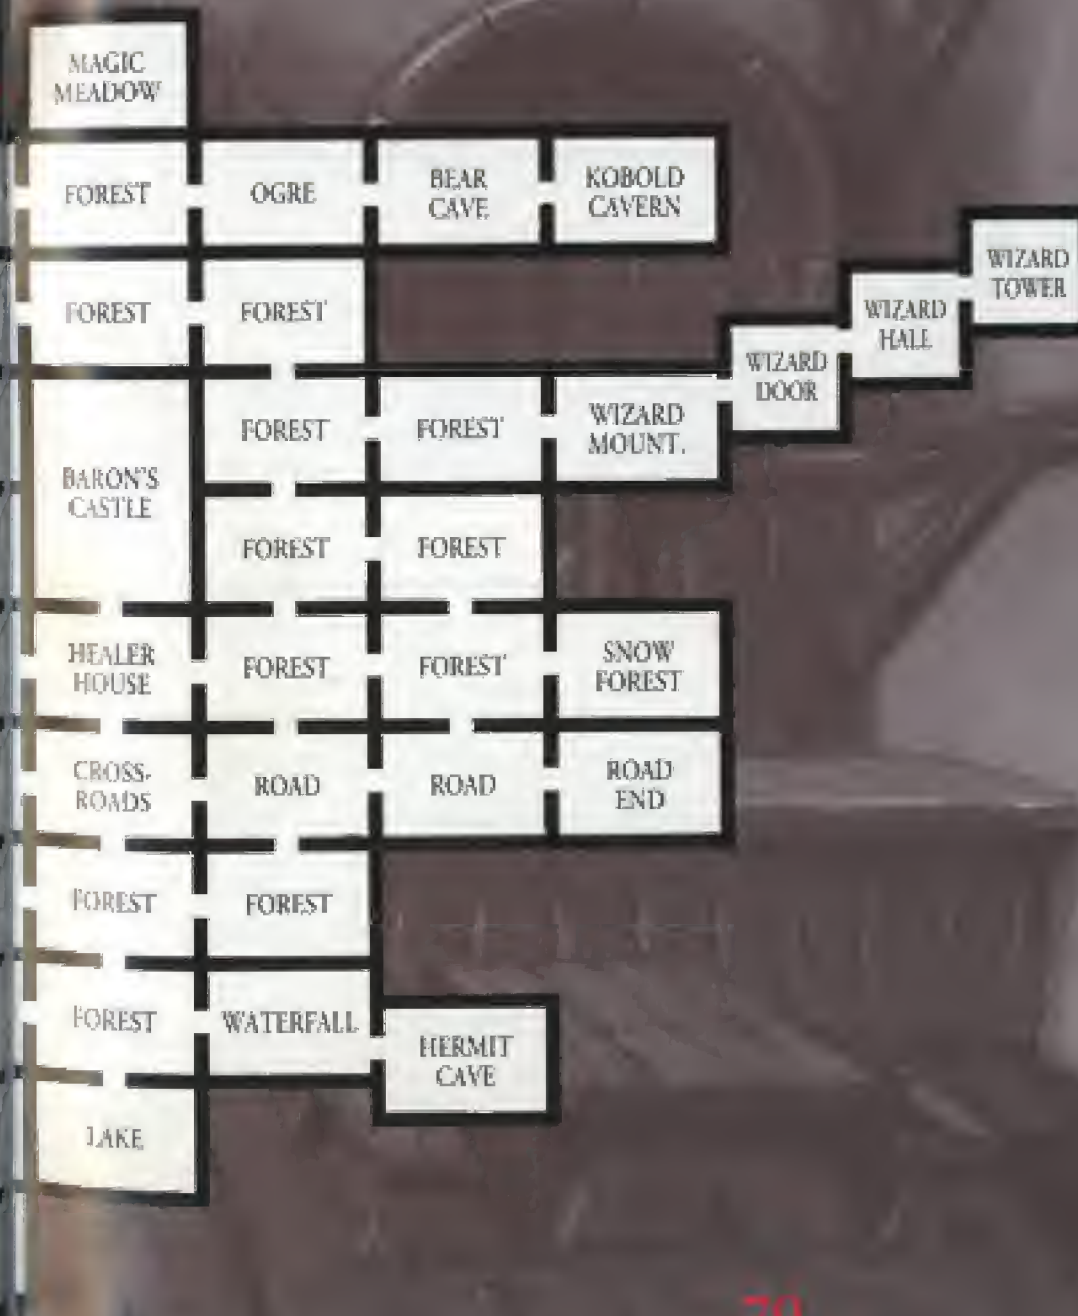 MAGIC
MEADOW
FOREST
OGRE
BEAR
CAVE
KOBOLD
CAVERN
WIZARD
TOWER
WIZARD
HALL
FOREST
FOREST
WIZARD
DOOR
FOREST
FOREST
WIZARD
MOUNT.
BARON'S
CASTLE
FOREST
FOREST
HEALER
HOUSE
FOREST
FOREST
SNOW
FOREST
CROSS-
ROADS
ROAD
ROAD
ROAD
END
FOREST
FOREST
FOREST
WATERFALL
HERMIT
CAVE
LAKE